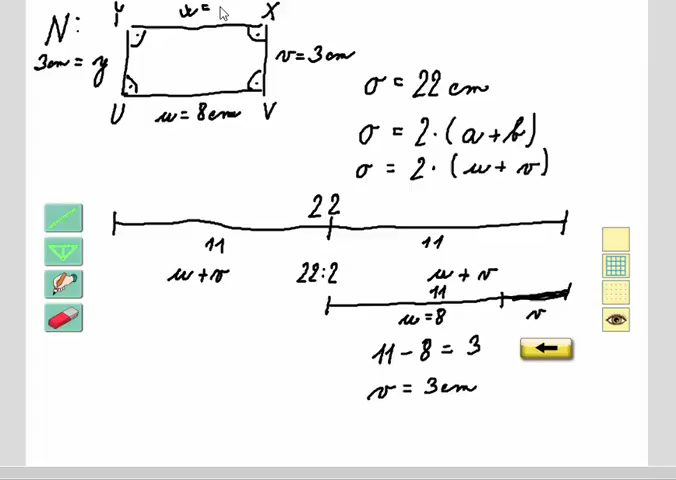 N:
Y x = X
3cm = y
v = 3cm
U u = 8cm V
σ = 22 cm
σ = 2 · (a + b)
σ = 2 · (u + v)
22
11 11
u + v 22:2 u + v
11
u = 8 v
11 - 8 = 3
v = 3cm